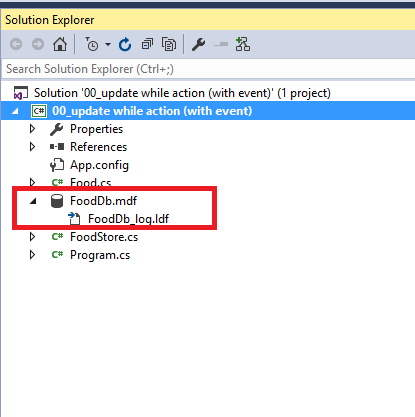 Solution Explorer
Search Solution Explorer (Ctrl+;)
Solution '00_update while action (with event)' (1 project)
C# 00_update while action (with event)
Properties
References
App.config
C# Food.cs
FoodDb.mdf
FoodDb_log.ldf
C# FoodStore.cs
C# Program.cs